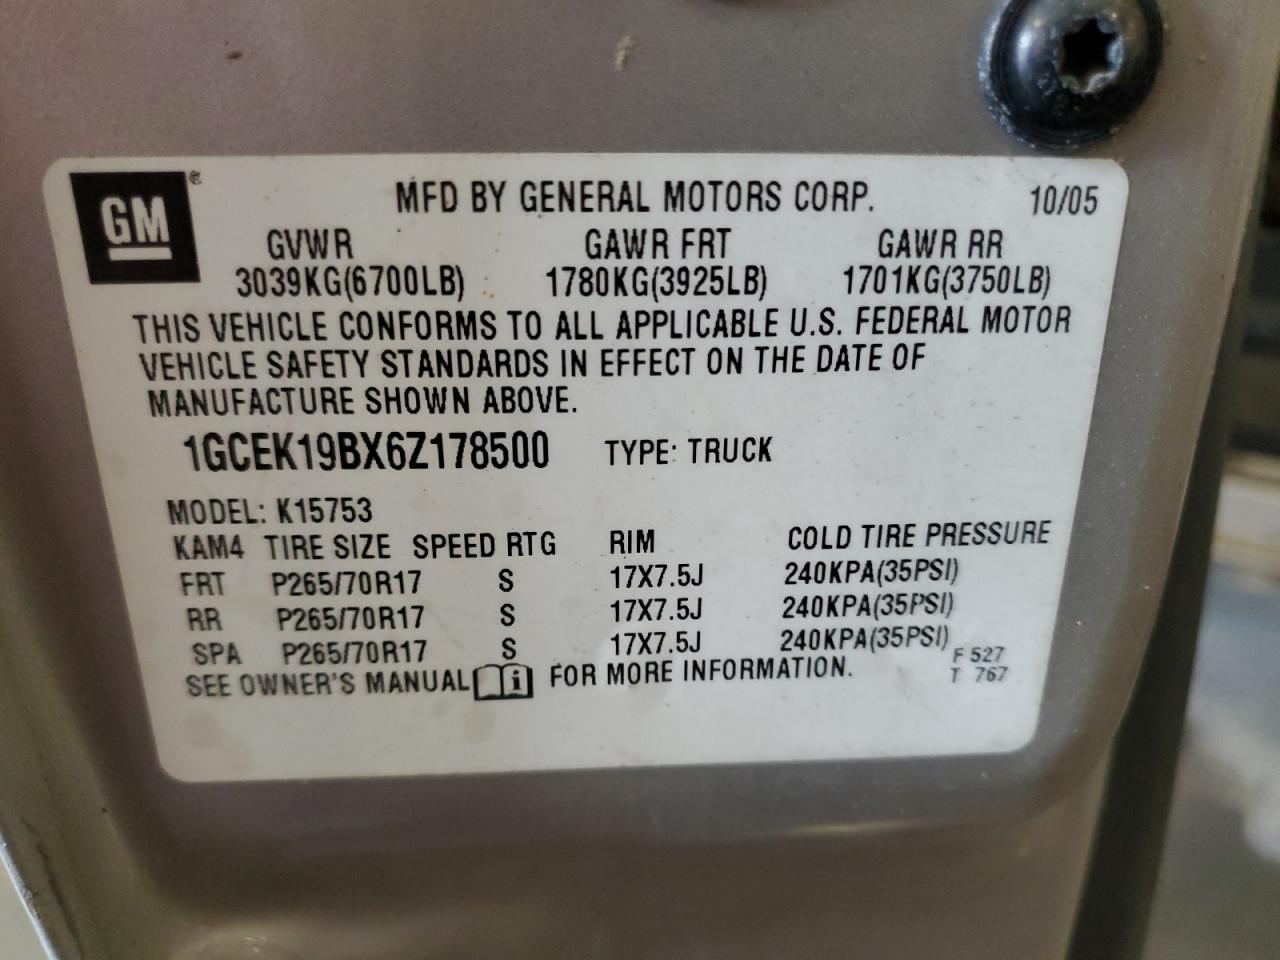 GM ®
MFD BY GENERAL MOTORS CORP. 10/05
GVWR GAWR FRT GAWR RR
3039KG(6700LB) 1780KG(3925LB) 1701KG(3750LB)
THIS VEHICLE CONFORMS TO ALL APPLICABLE U.S. FEDERAL MOTOR
VEHICLE SAFETY STANDARDS IN EFFECT ON THE DATE OF
MANUFACTURE SHOWN ABOVE.
1GCEK19BX6Z178500 TYPE: TRUCK
MODEL: K15753
KAM4 TIRE SIZE SPEED RTG RIM COLD TIRE PRESSURE
FRT P265/70R17 S 17X7.5J 240KPA(35PSI)
RR P265/70R17 S 17X7.5J 240KPA(35PSI)
SPA P265/70R17 S 17X7.5J 240KPA(35PSI)
SEE OWNER'S MANUAL i FOR MORE INFORMATION.
F 527
T 767